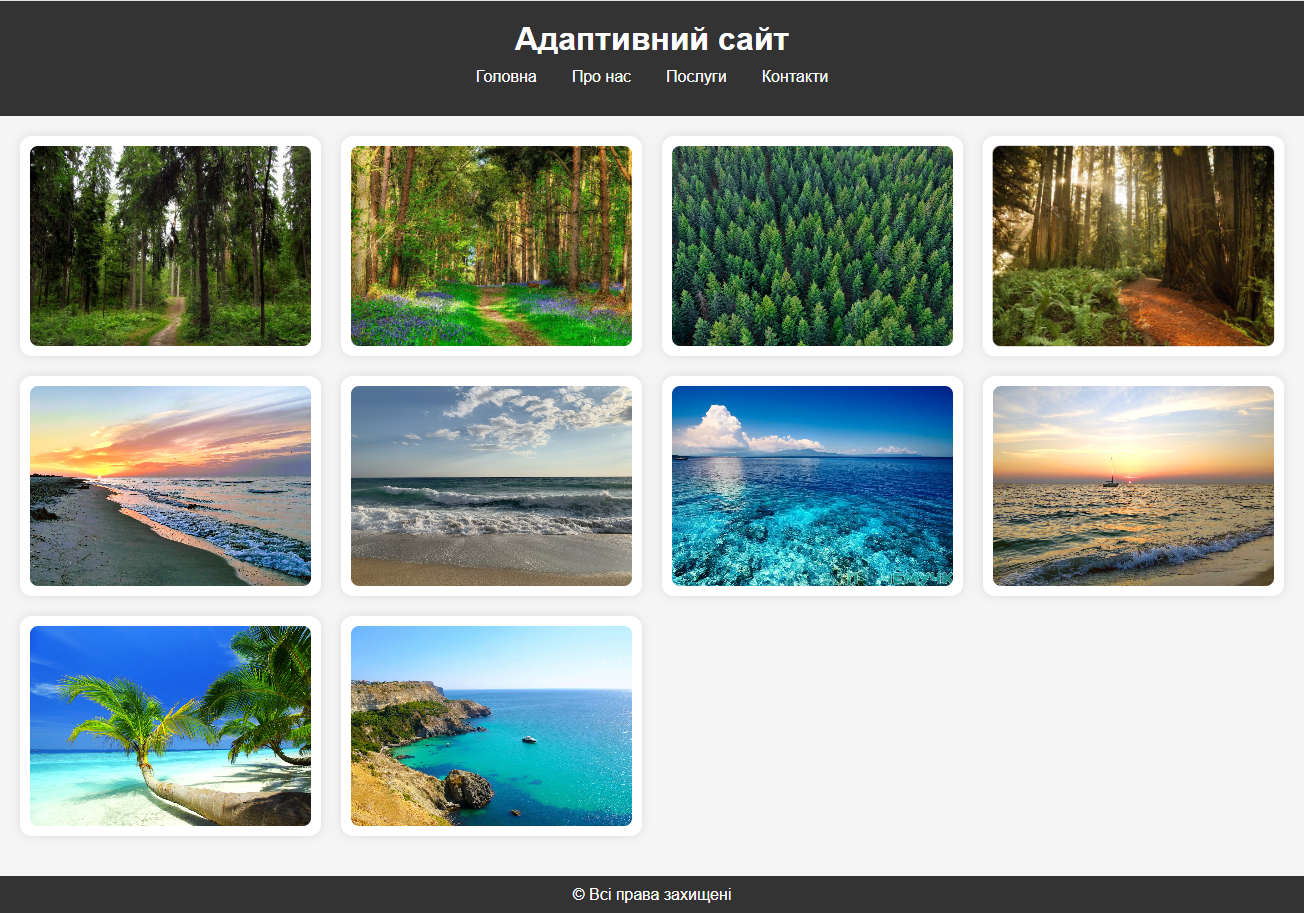 Адаптивний сайт
Головна Про нас Послуги Контакти
© Всі права захищені